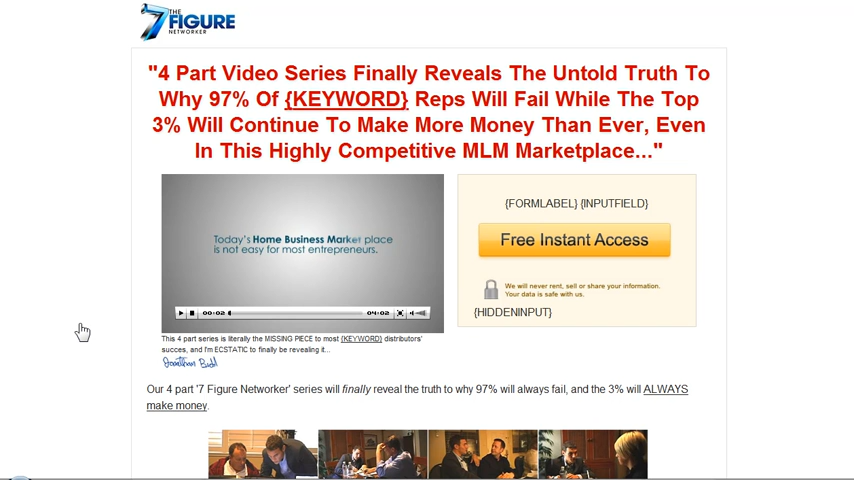 THE
7 FIGURE
NETWORKER
"4 Part Video Series Finally Reveals The Untold Truth To
Why 97% Of {KEYWORD} Reps Will Fail While The Top
3% Will Continue To Make More Money Than Ever, Even
In This Highly Competitive MLM Marketplace..."
Today's Home Business Market place
is not easy for most entrepreneurs.
00:02
04:02
{FORMLABEL} {INPUTFIELD}
Free Instant Access
We will never rent, sell or share your information.
Your data is safe with us.
{HIDDENINPUT}
This 4 part series is literally the MISSING PIECE to most {KEYWORD} distributors'
succes, and I'm ECSTATIC to finally be revealing it...
Jonathan Budd
Our 4 part '7 Figure Networker' series will finally reveal the truth to why 97% will always fail, and the 3% will ALWAYS
make money.